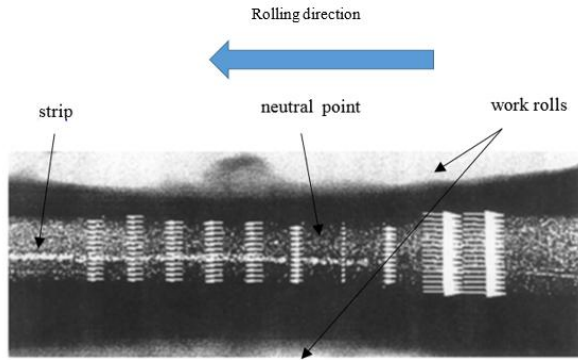 Rolling direction
strip
neutral point
work rolls